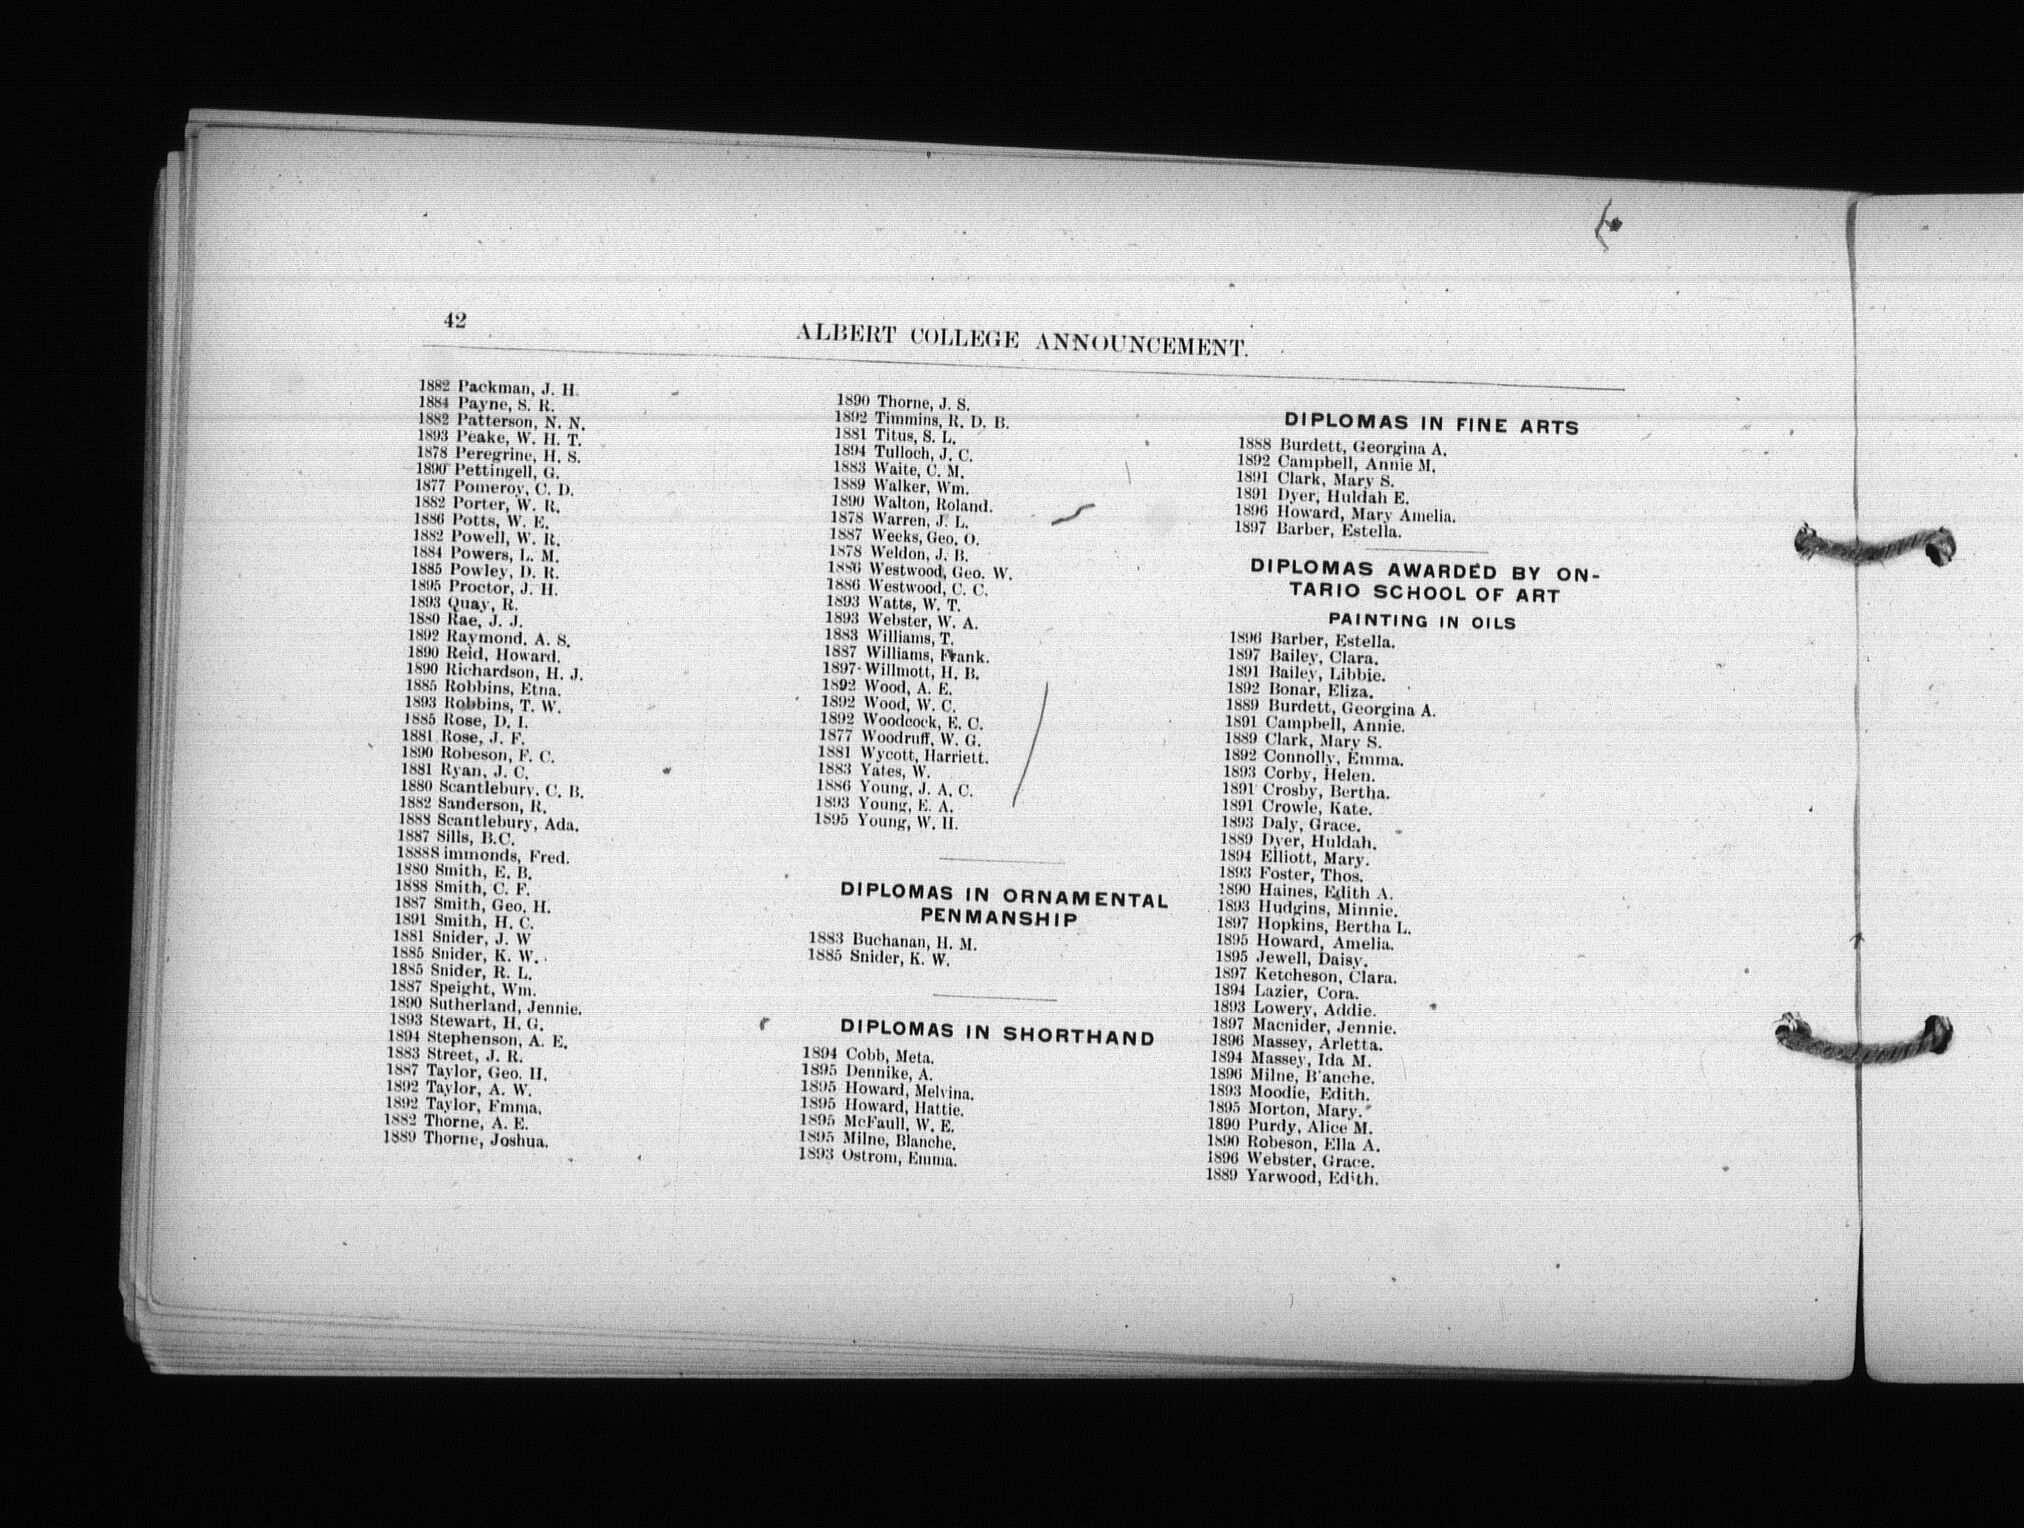 42
ALBERT COLLEGE ANNOUNCEMENT.
1882 Packman, J. H.
1884 Payne, S. R.
1882 Patterson, N. N.
1893 Peake, W. H. T.
1878 Peregrine, H. S.
1890 Pettingell, G.
1877 Pomeroy, C. D.
1882 Porter, W. R.
1886 Potts, W. E.
1882 Powell, W. R.
1884 Powers, L. M.
1885 Powley, D. R.
1895 Proctor, J. H.
1893 Quay, R.
1880 Rae, J. J.
1892 Raymond, A. S.
1890 Reid, Howard.
1890 Richardson, H. J.
1885 Robbins, Etna.
1893 Robbins, T. W.
1885 Rose, D. I.
1881 Rose, J. F.
1890 Robeson, F. C.
1881 Ryan, J. C.
1880 Scantlebury, C. B.
1882 Sanderson, R.
1888 Scantlebury, Ada.
1887 Sills, B.C.
1888S immonds, Fred.
1880 Smith, E. B.
1888 Smith, C. F.
1887 Smith, Geo. H.
1891 Smith, H. C.
1881 Snider, J. W
1885 Snider, K. W.
1885 Snider, R. L.
1887 Speight, Wm.
1890 Sutherland, Jennie.
1893 Stewart, H. G.
1894 Stephenson, A. E.
1883 Street, J. R.
1887 Taylor, Geo. H.
1892 Taylor, A. W.
1892 Taylor, Emma.
1882 Thorne, A. E.
1889 Thorne, Joshua.
1890 Thorne, J. S.
1892 Timmins, R. D. B.
1881 Titus, S. L.
1894 Tulloch, J. C.
1883 Waite, C. M.
1889 Walker, Wm.
1890 Walton, Roland.
1878 Warren, J. L.
1887 Weeks, Geo. O.
1878 Weldon, J. B.
1886 Westwood, Geo. W.
1886 Westwood, C. C.
1893 Watts, W. T.
1893 Webster, W. A.
1883 Williams, T.
1887 Williams, Frank.
1897 Willmott, H. B.
1892 Wood, A. E.
1892 Wood, W. C.
1892 Woodcock, E. C.
1877 Woodruff, W. G.
1881 Wycott, Harriett.
1883 Yates, W.
1886 Young, J. A. C.
1893 Young, E. A.
1895 Young, W. H.
DIPLOMAS IN ORNAMENTAL
PENMANSHIP
1883 Buchanan, H. M.
1885 Snider, K. W.
DIPLOMAS IN SHORTHAND
1894 Cobb, Meta.
1895 Dennike, A.
1895 Howard, Melvina.
1895 Howard, Hattie.
1895 McFaull, W. E.
1895 Milne, Blanche.
1893 Ostrom, Emma.
DIPLOMAS IN FINE ARTS
1888 Burdett, Georgina A.
1892 Campbell, Annie M.
1891 Clark, Mary S.
1891 Dyer, Huldah E.
1896 Howard, Mary Amelia.
1897 Barber, Estella.
DIPLOMAS AWARDED BY ON-
TARIO SCHOOL OF ART
PAINTING IN OILS
1896 Barber, Estella.
1897 Bailey, Clara.
1891 Bailey, Libbie.
1892 Bonar, Eliza.
1889 Burdett, Georgina A.
1891 Campbell, Annie.
1889 Clark, Mary S.
1892 Connolly, Emma.
1893 Corby, Helen.
1891 Crosby, Bertha.
1891 Crowle, Kate.
1893 Daly, Grace.
1889 Dyer, Huldah.
1894 Elliott, Mary.
1893 Foster, Thos.
1890 Haines, Edith A.
1893 Hudgins, Minnie.
1897 Hopkins, Bertha L.
1895 Howard, Amelia.
1895 Jewell, Daisy.
1897 Ketcheson, Clara.
1894 Lazier, Cora.
1893 Lowery, Addie.
1897 Macnider, Jennie.
1896 Massey, Arletta.
1894 Massey, Ida M.
1896 Milne, B'anche.
1893 Moodie, Edith.
1895 Morton, Mary.
1890 Purdy, Alice M.
1890 Robeson, Ella A.
1896 Webster, Grace.
1889 Yarwood, Edith.